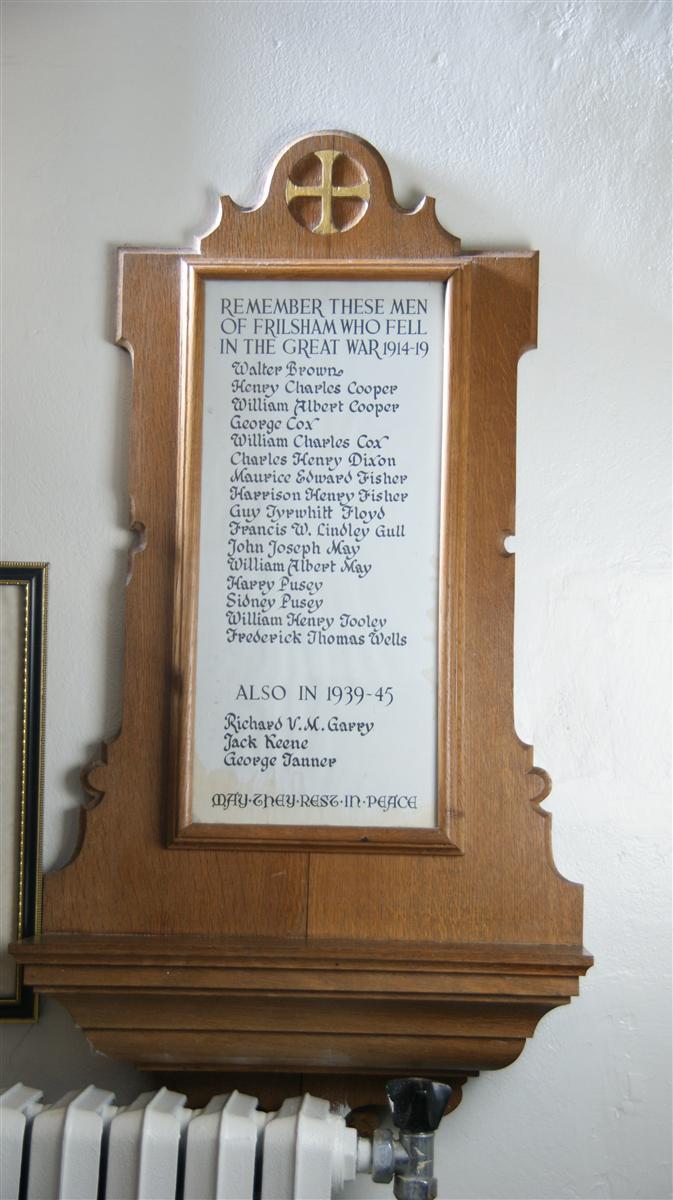 REMEMBER THESE MEN
OF FRILSHAM WHO FELL
IN THE GREAT WAR 1914-19
Walter Brown
Henry Charles Cooper
William Albert Cooper
George Cox
William Charles Cox
Charles Henry Dixon
Maurice Edward Fisher
Harrison Henry Fisher
Guy Tyrwhitt Floyd
Francis W. Lindley Gull
John Joseph May
William Albert May
Harry Pusey
Sidney Pusey
William Henry Tooley
Frederick Thomas Wells
ALSO IN 1939-45
Richard V.M. Garry
Jack Keene
George Tanner
MAY·THEY·REST·IN·PEACE